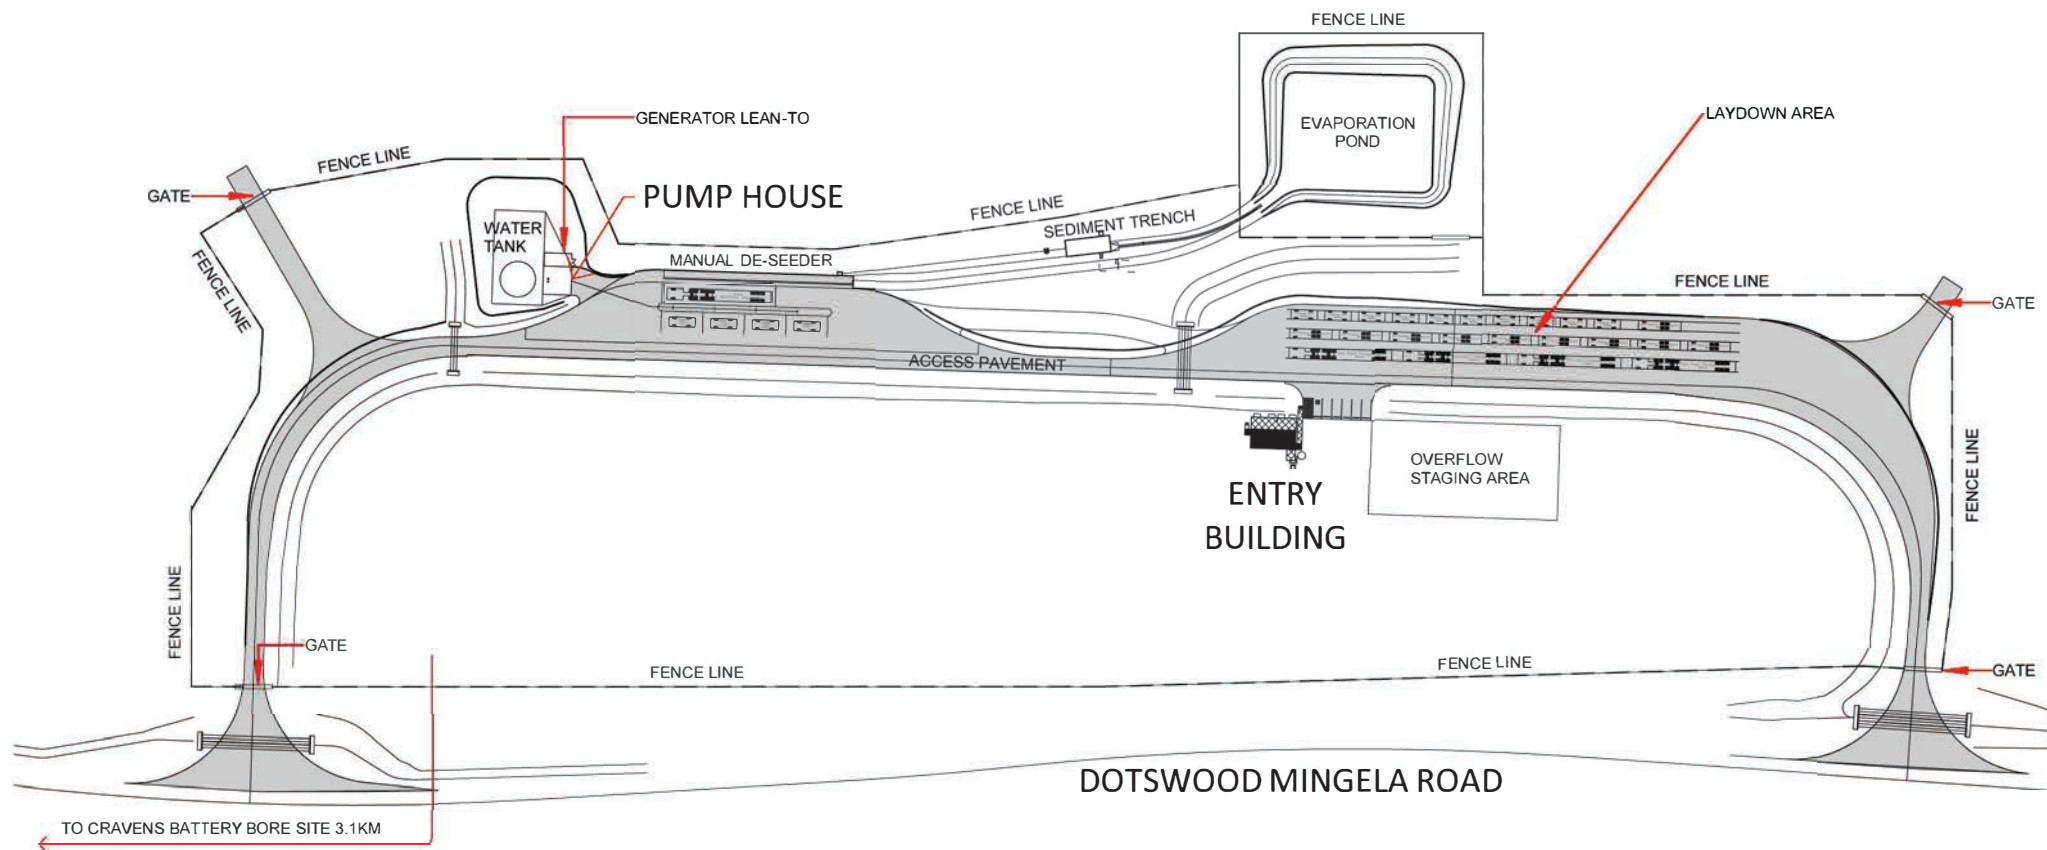 FENCE LINE
GENERATOR LEAN-TO
LAYDOWN AREA
EVAPORATION
POND
FENCE LINE
GATE
PUMP HOUSE
FENCE LINE
SEDIMENT TRENCH
WATER
TANK
MANUAL DE-SEEDER
FENCE LINE
FENCE LINE
GATE
ACCESS PAVEMENT
OVERFLOW
STAGING AREA
ENTRY
BUILDING
FENCE LINE
FENCE LINE
GATE
FENCE LINE
FENCE LINE
GATE
DOTSWOOD MINGELA ROAD
TO CRAVENS BATTERY BORE SITE 3.1KM